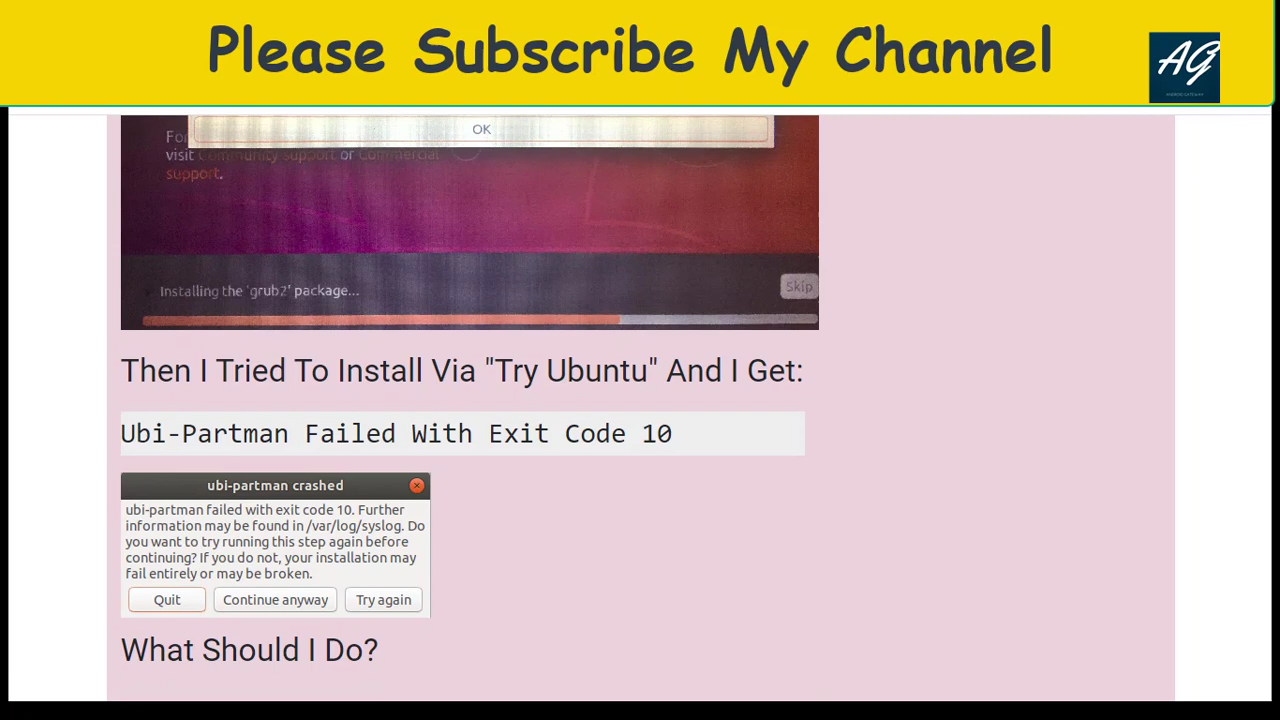 Please Subscribe My Channel
AG
OK
For
visit Community support or Commercial
support.
Installing the 'grub2' package...
Skip
Then I Tried To Install Via "Try Ubuntu" And I Get:
Ubi-Partman Failed With Exit Code 10
ubi-partman crashed
ubi-partman failed with exit code 10. Further
information may be found in /var/log/syslog. Do
you want to try running this step again before
continuing? If you do not, your installation may
fail entirely or may be broken.
Quit
Continue anyway
Try again
What Should I Do?